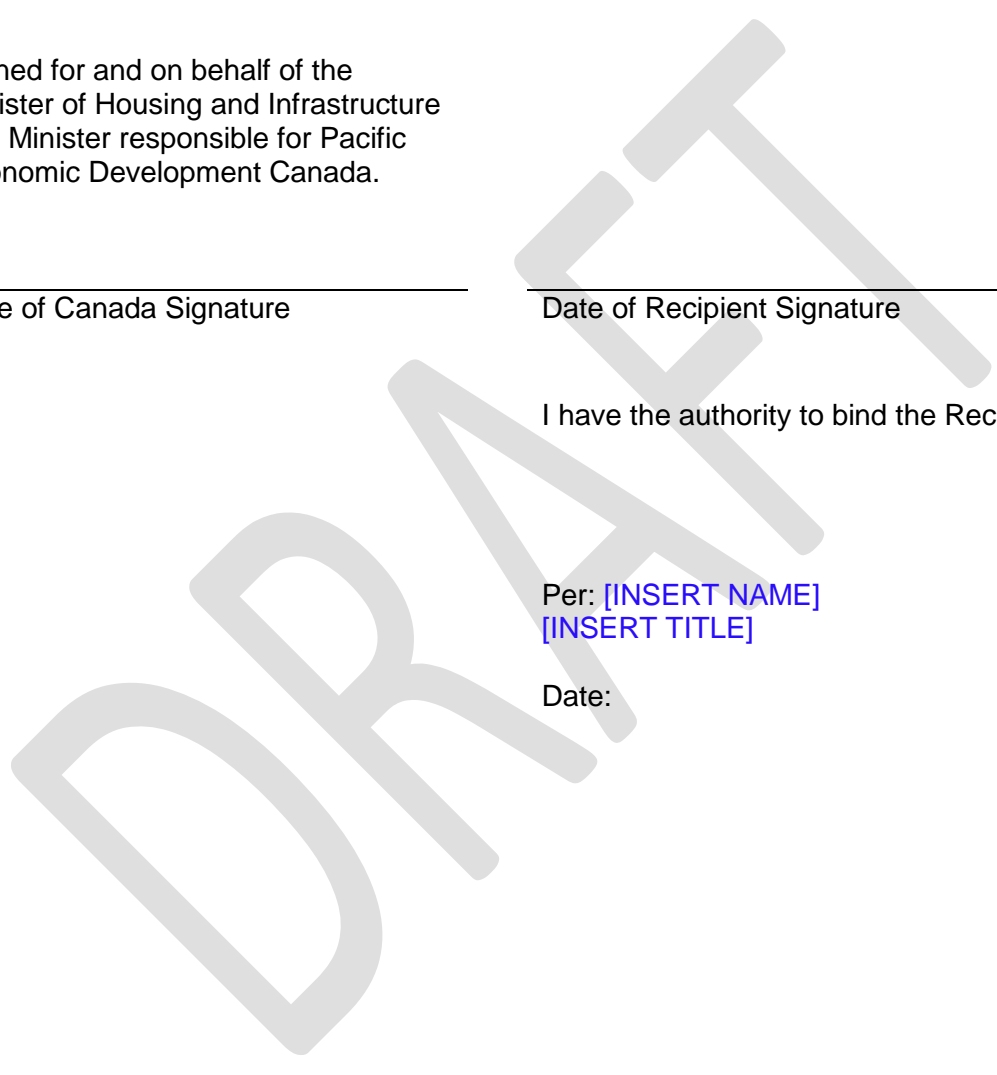 ned for and on behalf of the
ister of Housing and Infrastructure
Minister responsible for Pacific
onomic Development Canada.
e of Canada Signature
Date of Recipient Signature
I have the authority to bind the Rec
Per: [INSERT NAME]
[INSERT TITLE]
Date:
DRAFT